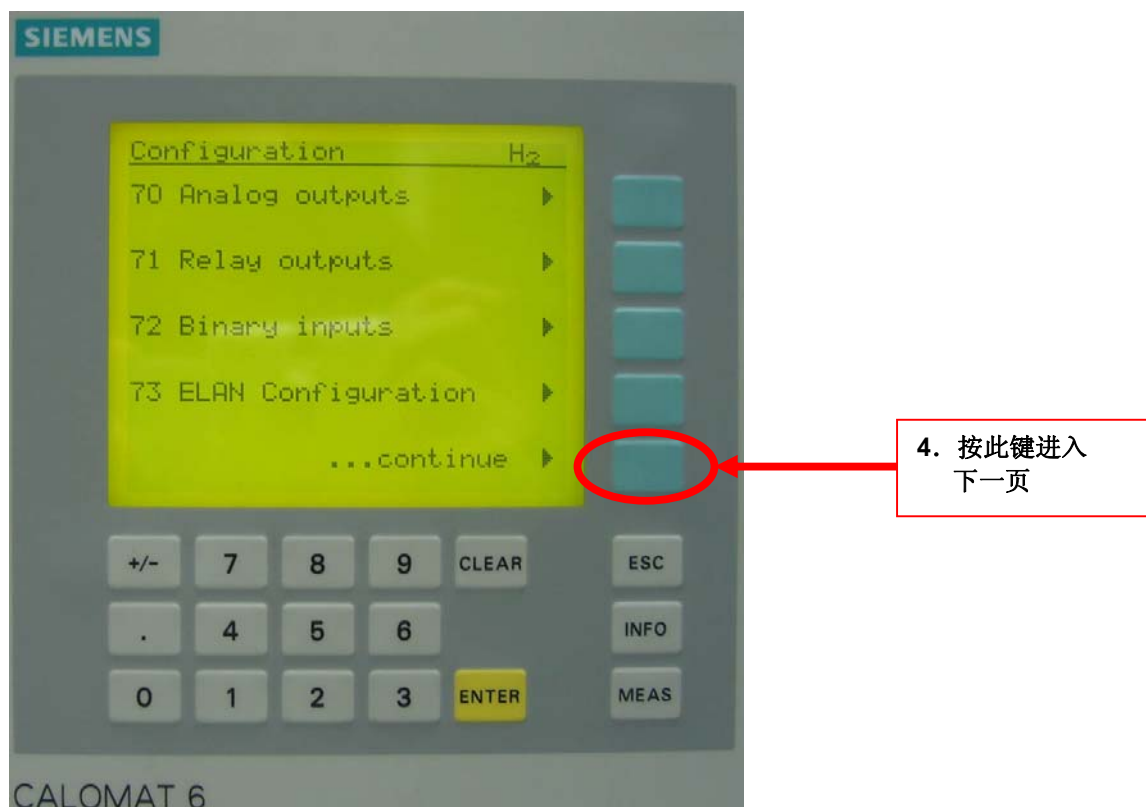 SIEMENS
Configuration H₂
70 Analog outputs
71 Relay outputs
72 Binary inputs
73 ELAN Configuration
...continue
4. 按此键进入
下一页
+/- 7 8 9 CLEAR ESC
. 4 5 6 INFO
0 1 2 3 ENTER MEAS
CALOMAT 6